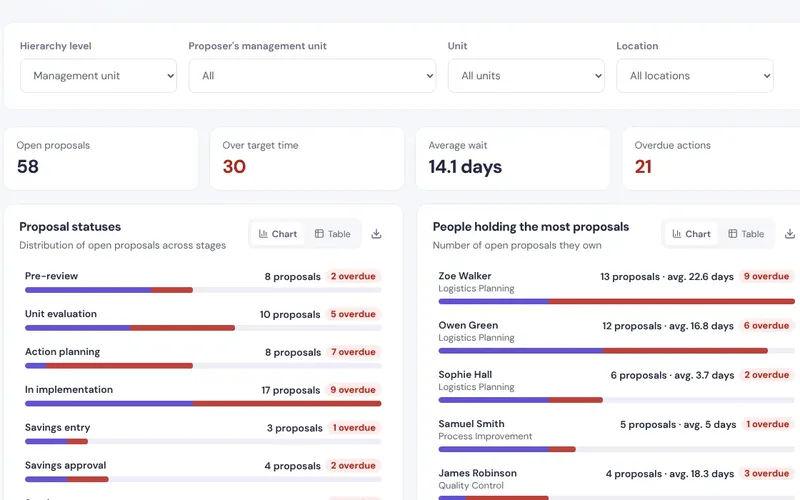 Hierarchy level
Proposer's management unit
Unit
Location
Management unit
All
All units
All locations
Open proposals
58
Over target time
30
Average wait
14.1 days
Overdue actions
21
Proposal statuses
Distribution of open proposals across stages
Chart
Table
Pre-review
8 proposals
2 overdue
Unit evaluation
10 proposals
5 overdue
Action planning
8 proposals
7 overdue
In implementation
17 proposals
9 overdue
Savings entry
3 proposals
1 overdue
Savings approval
4 proposals
2 overdue
People holding the most proposals
Number of open proposals they own
Chart
Table
Zoe Walker
13 proposals · avg. 22.6 days
9 overdue
Logistics Planning
Owen Green
12 proposals · avg. 16.8 days
6 overdue
Logistics Planning
Sophie Hall
6 proposals · avg. 3.7 days
2 overdue
Logistics Planning
Samuel Smith
5 proposals · avg. 5 days
1 overdue
Process Improvement
James Robinson
4 proposals · avg. 18.3 days
3 overdue
Quality Control